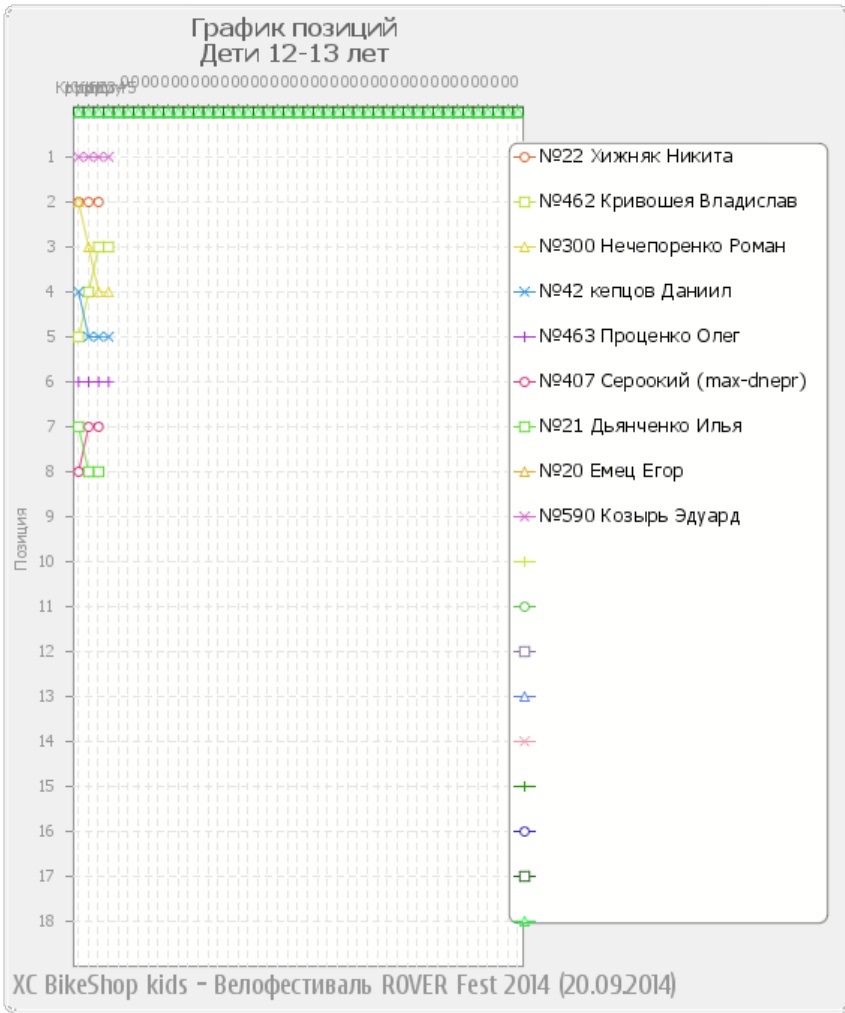 График позиций
Дети 12-13 лет
0000000000000000000000000000000000000000
1
2
3
4
5
6
7
8
9
10
11
12
13
14
15
16
17
18
Позиция
№22 Хижняк Никита
№462 Кривошея Владислав
№300 Нечепоренко Роман
№42 кепцов Даниил
№463 Проценко Олег
№407 Сероокий (max-dnepr)
№21 Дьянченко Илья
№20 Емец Егор
№590 Козырь Эдуард
XC BikeShop kids - Велофестиваль ROVER Fest 2014 (20.09.2014)